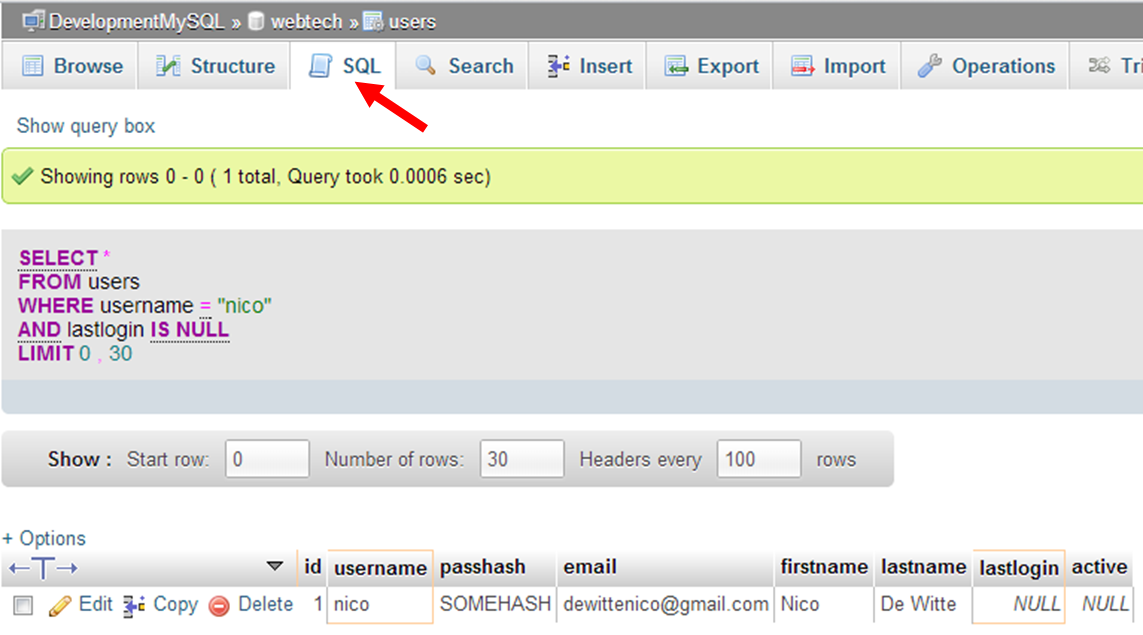 DevelopmentMySQL » webtech » users
Browse Structure SQL Search Insert Export Import Operations
Show query box
Showing rows 0 - 0 ( 1 total, Query took 0.0006 sec)
SELECT *
FROM users
WHERE username = "nico"
AND lastlogin IS NULL
LIMIT 0 , 30
Show : Start row: 0 Number of rows: 30 Headers every 100 rows
+ Options
←T→ id username passhash email firstname lastname lastlogin active
Edit Copy Delete 1 nico SOMEHASH dewittenico@gmail.com Nico De Witte NULL NULL